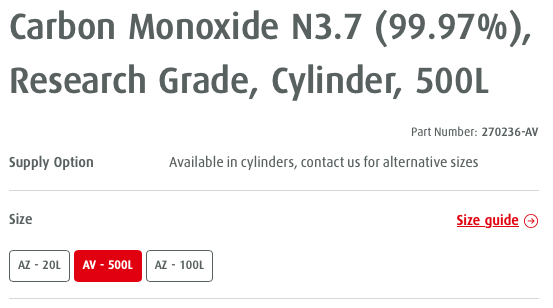 Carbon Monoxide N3.7 (99.97%),
Research Grade, Cylinder, 500L
Part Number: 270236-AV
Supply Option Available in cylinders, contact us for alternative sizes
Size Size guide
AZ - 20L AV - 500L AZ - 100L